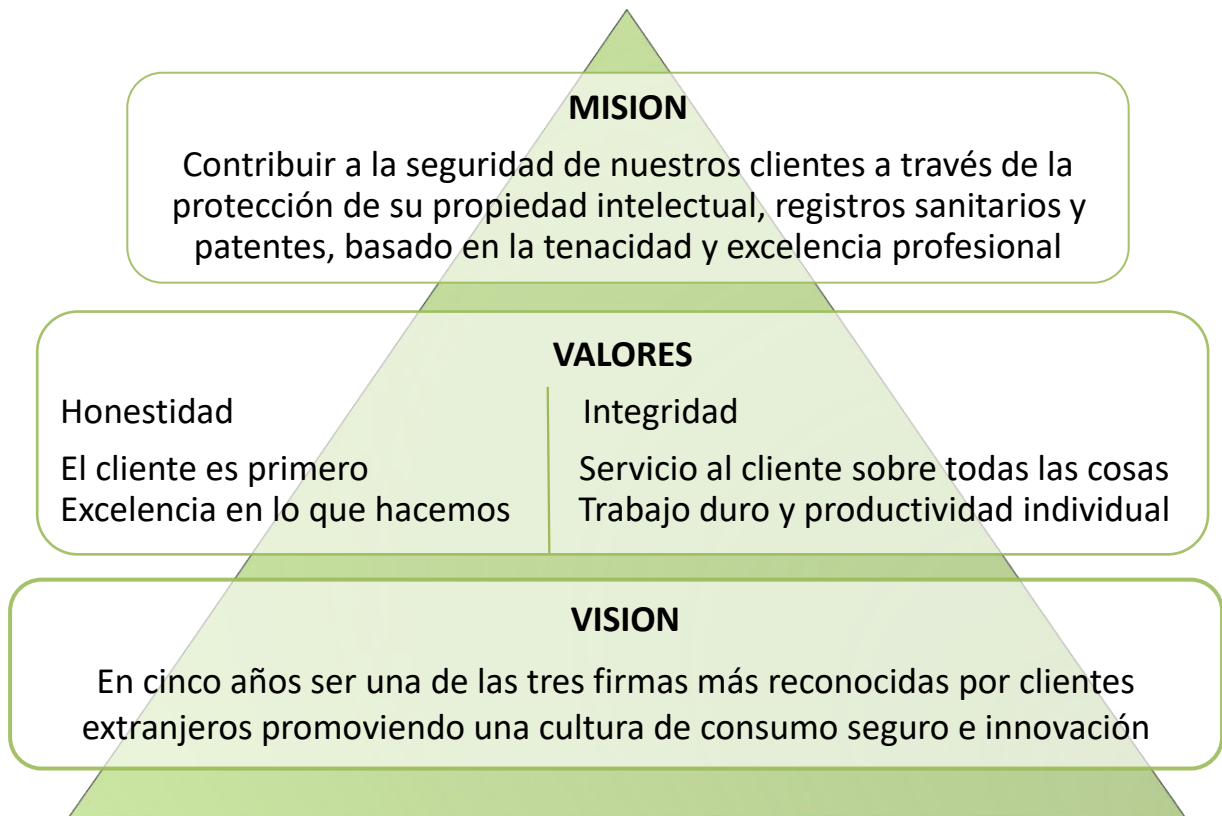 MISION
Contribuir a la seguridad de nuestros clientes a través de la
protección de su propiedad intelectual, registros sanitarios y
patentes, basado en la tenacidad y excelencia profesional
VALORES
Honestidad
El cliente es primero
Excelencia en lo que hacemos
Integridad
Servicio al cliente sobre todas las cosas
Trabajo duro y productividad individual
VISION
En cinco años ser una de las tres firmas más reconocidas por clientes
extranjeros promoviendo una cultura de consumo seguro e innovación